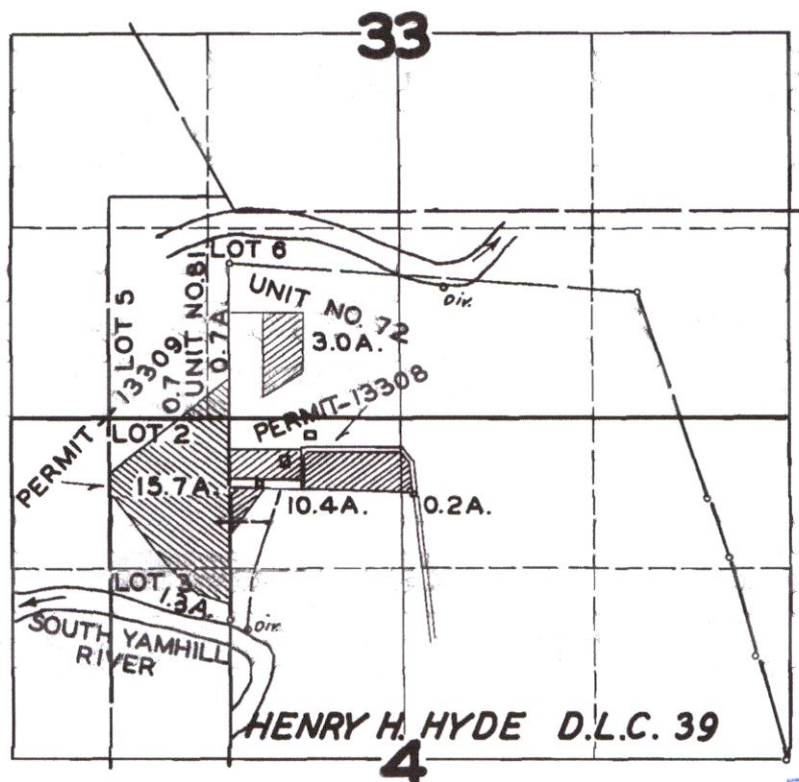 33
LOT 6
LOT 5
UNIT NO. 81
0.7A.
UNIT NO. 72
3.0A.
PERMIT - 13309
0.7
PERMIT-13308
LOT 2
15.7A.
10.4A.
0.2A.
Div.
LOT 3
1.3A.
Div.
SOUTH YAMHILL
RIVER
HENRY H. HYDE D.L.C. 39
4